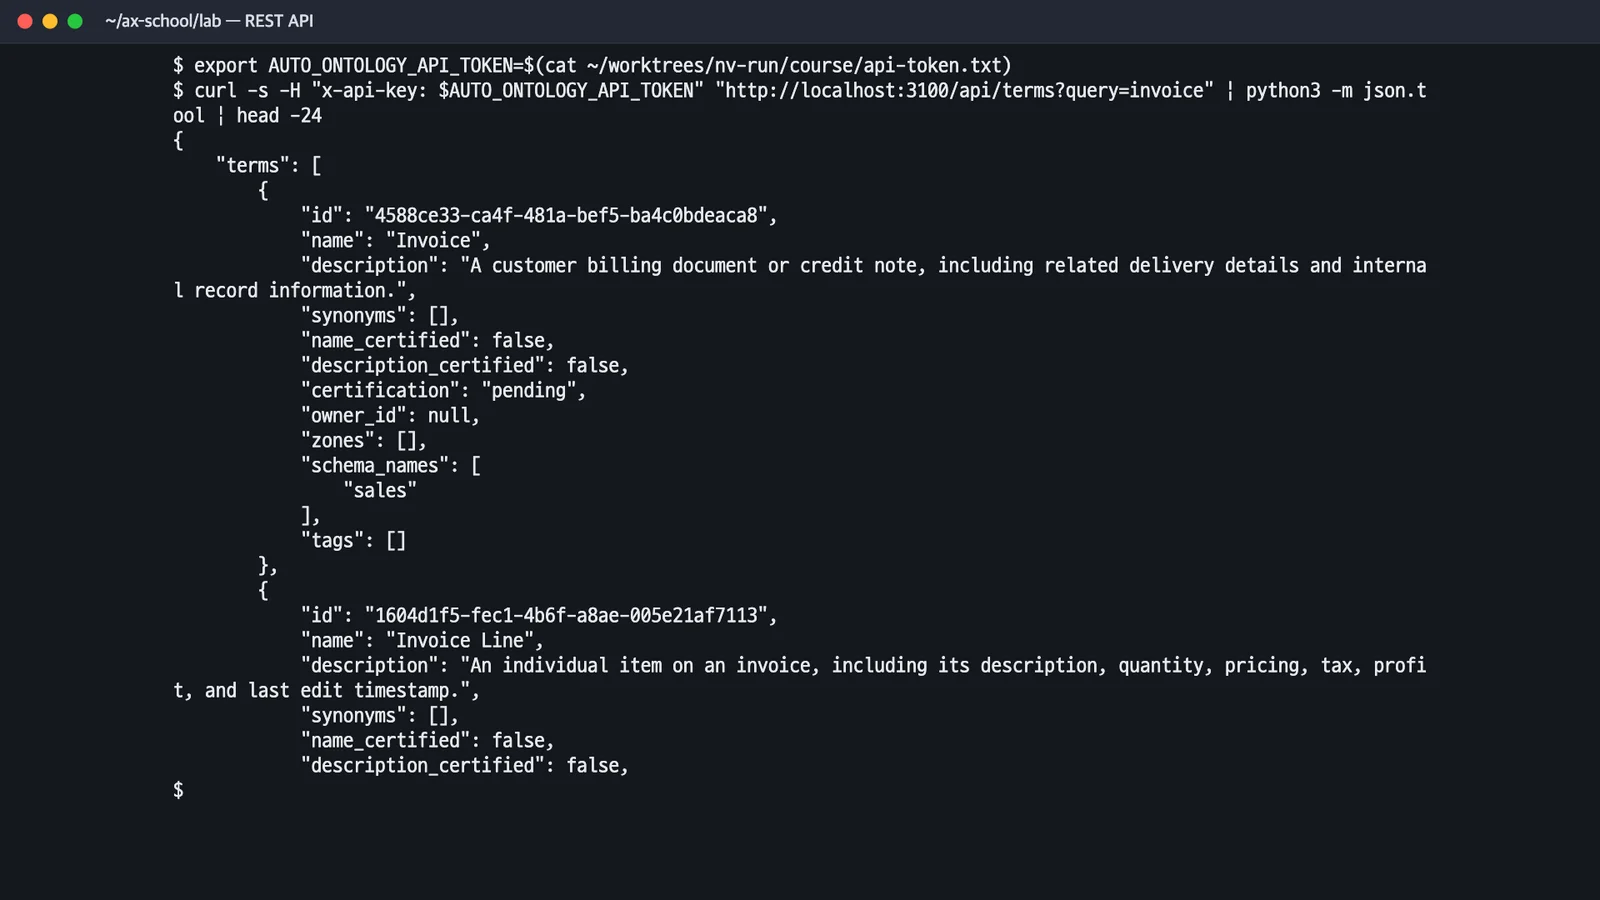 ~/ax-school/lab — REST API
$ export AUTO_ONTOLOGY_API_TOKEN=$(cat ~/worktrees/nv-run/course/api-token.txt)
$ curl -s -H "x-api-key: $AUTO_ONTOLOGY_API_TOKEN" "http://localhost:3100/api/terms?query=invoice" | python3 -m json.t
ool | head -24
{
    "terms": [
        {
            "id": "4588ce33-ca4f-481a-bef5-ba4c0bdeaca8",
            "name": "Invoice",
            "description": "A customer billing document or credit note, including related delivery details and interna
l record information.",
            "synonyms": [],
            "name_certified": false,
            "description_certified": false,
            "certification": "pending",
            "owner_id": null,
            "zones": [],
            "schema_names": [
                "sales"
            ],
            "tags": []
        },
        {
            "id": "1604d1f5-fec1-4b6f-a8ae-005e21af7113",
            "name": "Invoice Line",
            "description": "An individual item on an invoice, including its description, quantity, pricing, tax, profi
t, and last edit timestamp.",
            "synonyms": [],
            "name_certified": false,
            "description_certified": false,
$